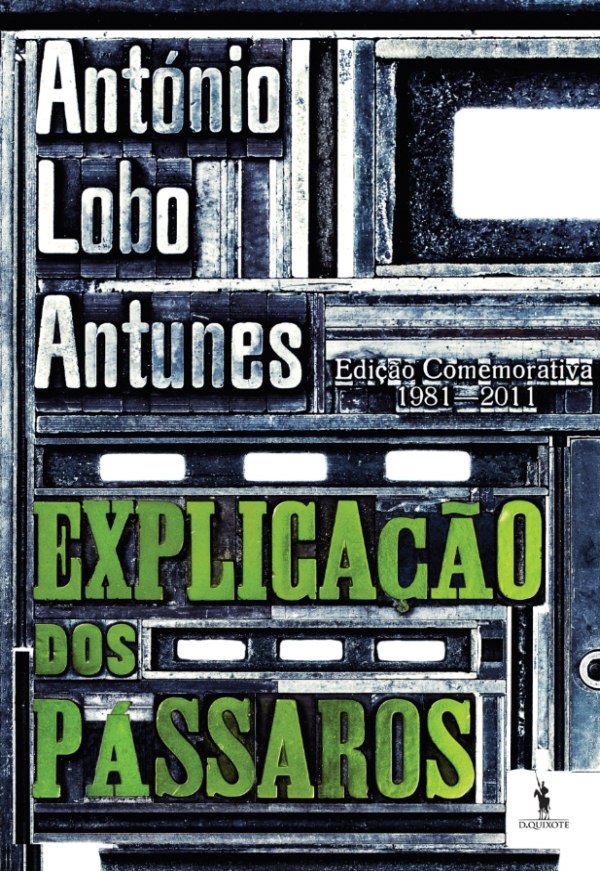 António
Lobo
Antunes
Edição Comemorativa
1981—2011
EXPLICAÇÃO
DOS
PÁSSAROS
D.QUIXOTE